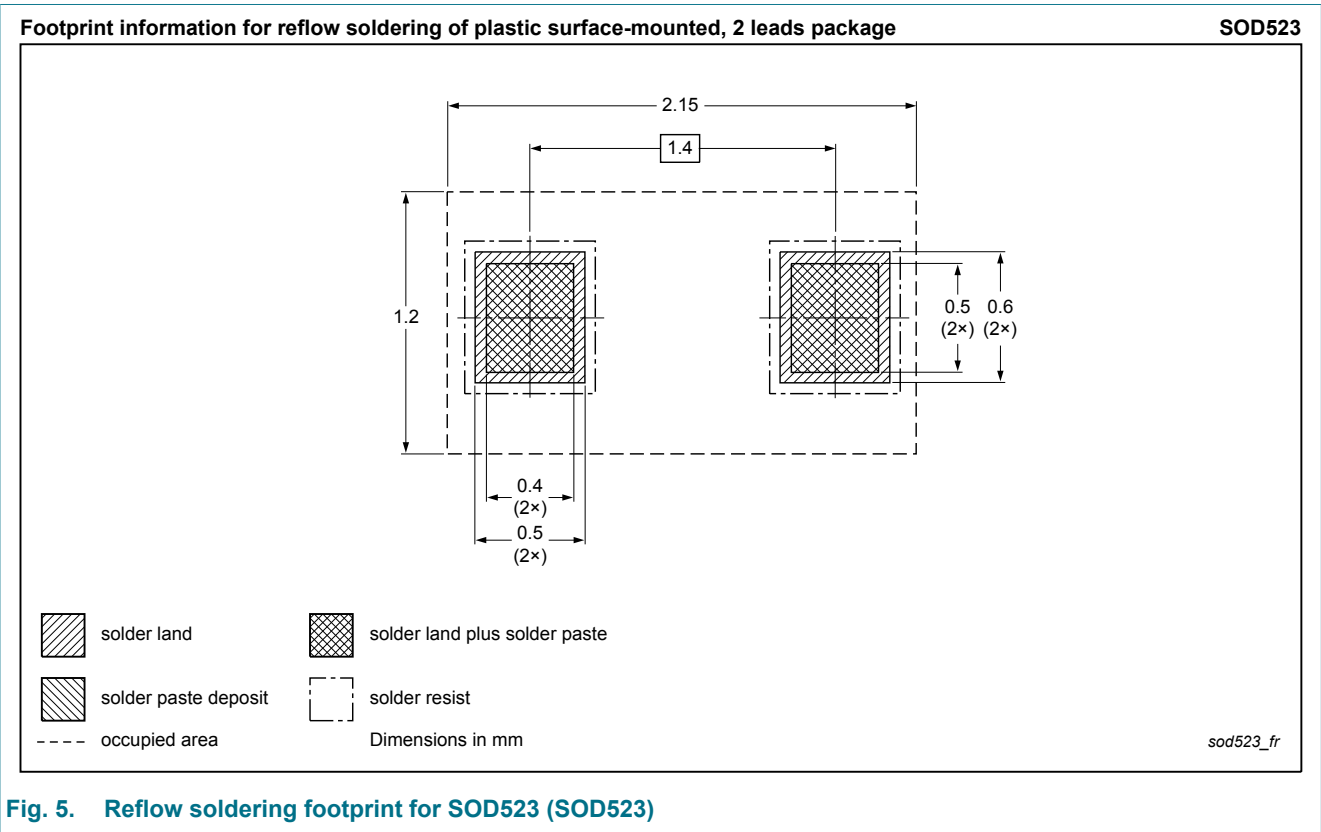 Footprint information for reflow soldering of plastic surface-mounted, 2 leads package SOD523
2.15
1.4
1.2
0.5 0.6
(2×) (2×)
0.4
(2×)
0.5
(2×)
solder land solder land plus solder paste
solder paste deposit solder resist
occupied area Dimensions in mm sod523_fr
Fig. 5. Reflow soldering footprint for SOD523 (SOD523)